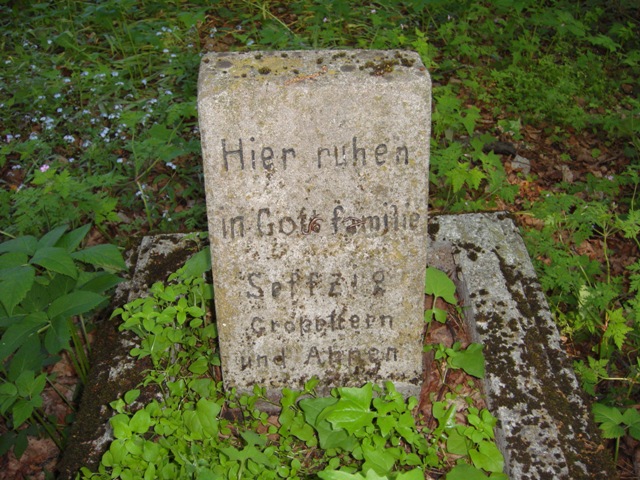 Hier ruhen
in Gott familie
Seffzig
Großeltern
und Ahnen